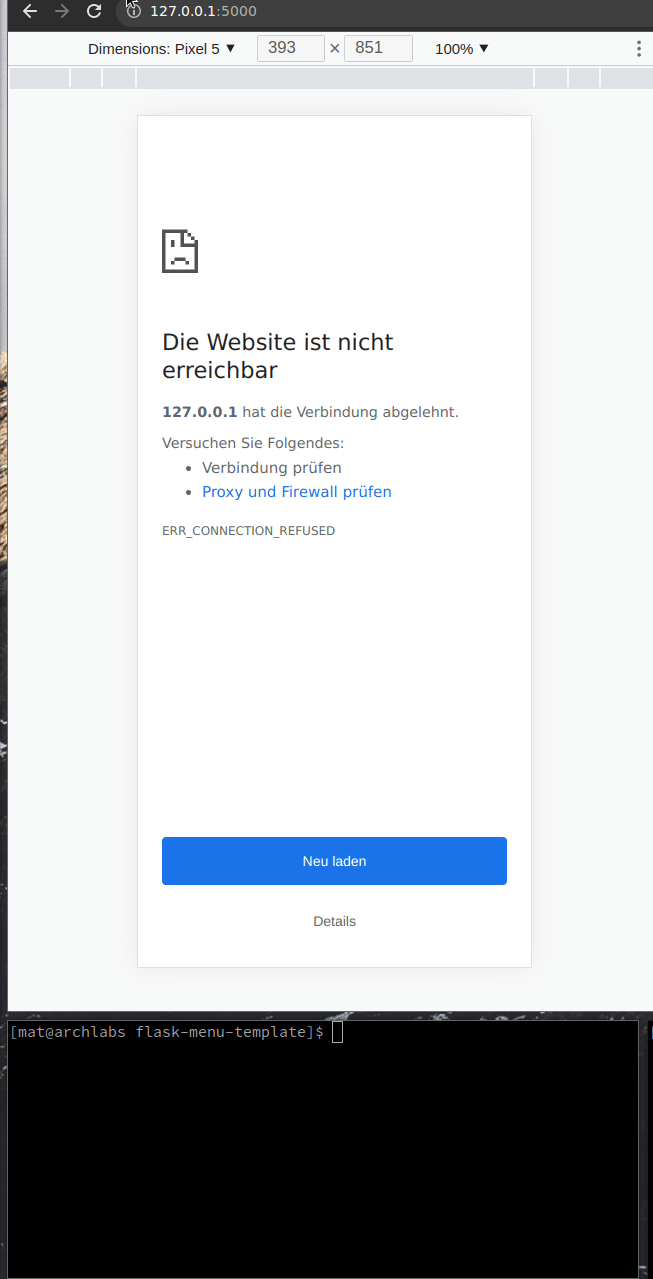 127.0.0.1:5000
Dimensions: Pixel 5 ▼ 393 × 851 100% ▼
Die Website ist nicht
erreichbar
127.0.0.1 hat die Verbindung abgelehnt.
Versuchen Sie Folgendes:
• Verbindung prüfen
• Proxy und Firewall prüfen
ERR_CONNECTION_REFUSED
Neu laden
Details
[mat@archlabs flask-menu-template]$